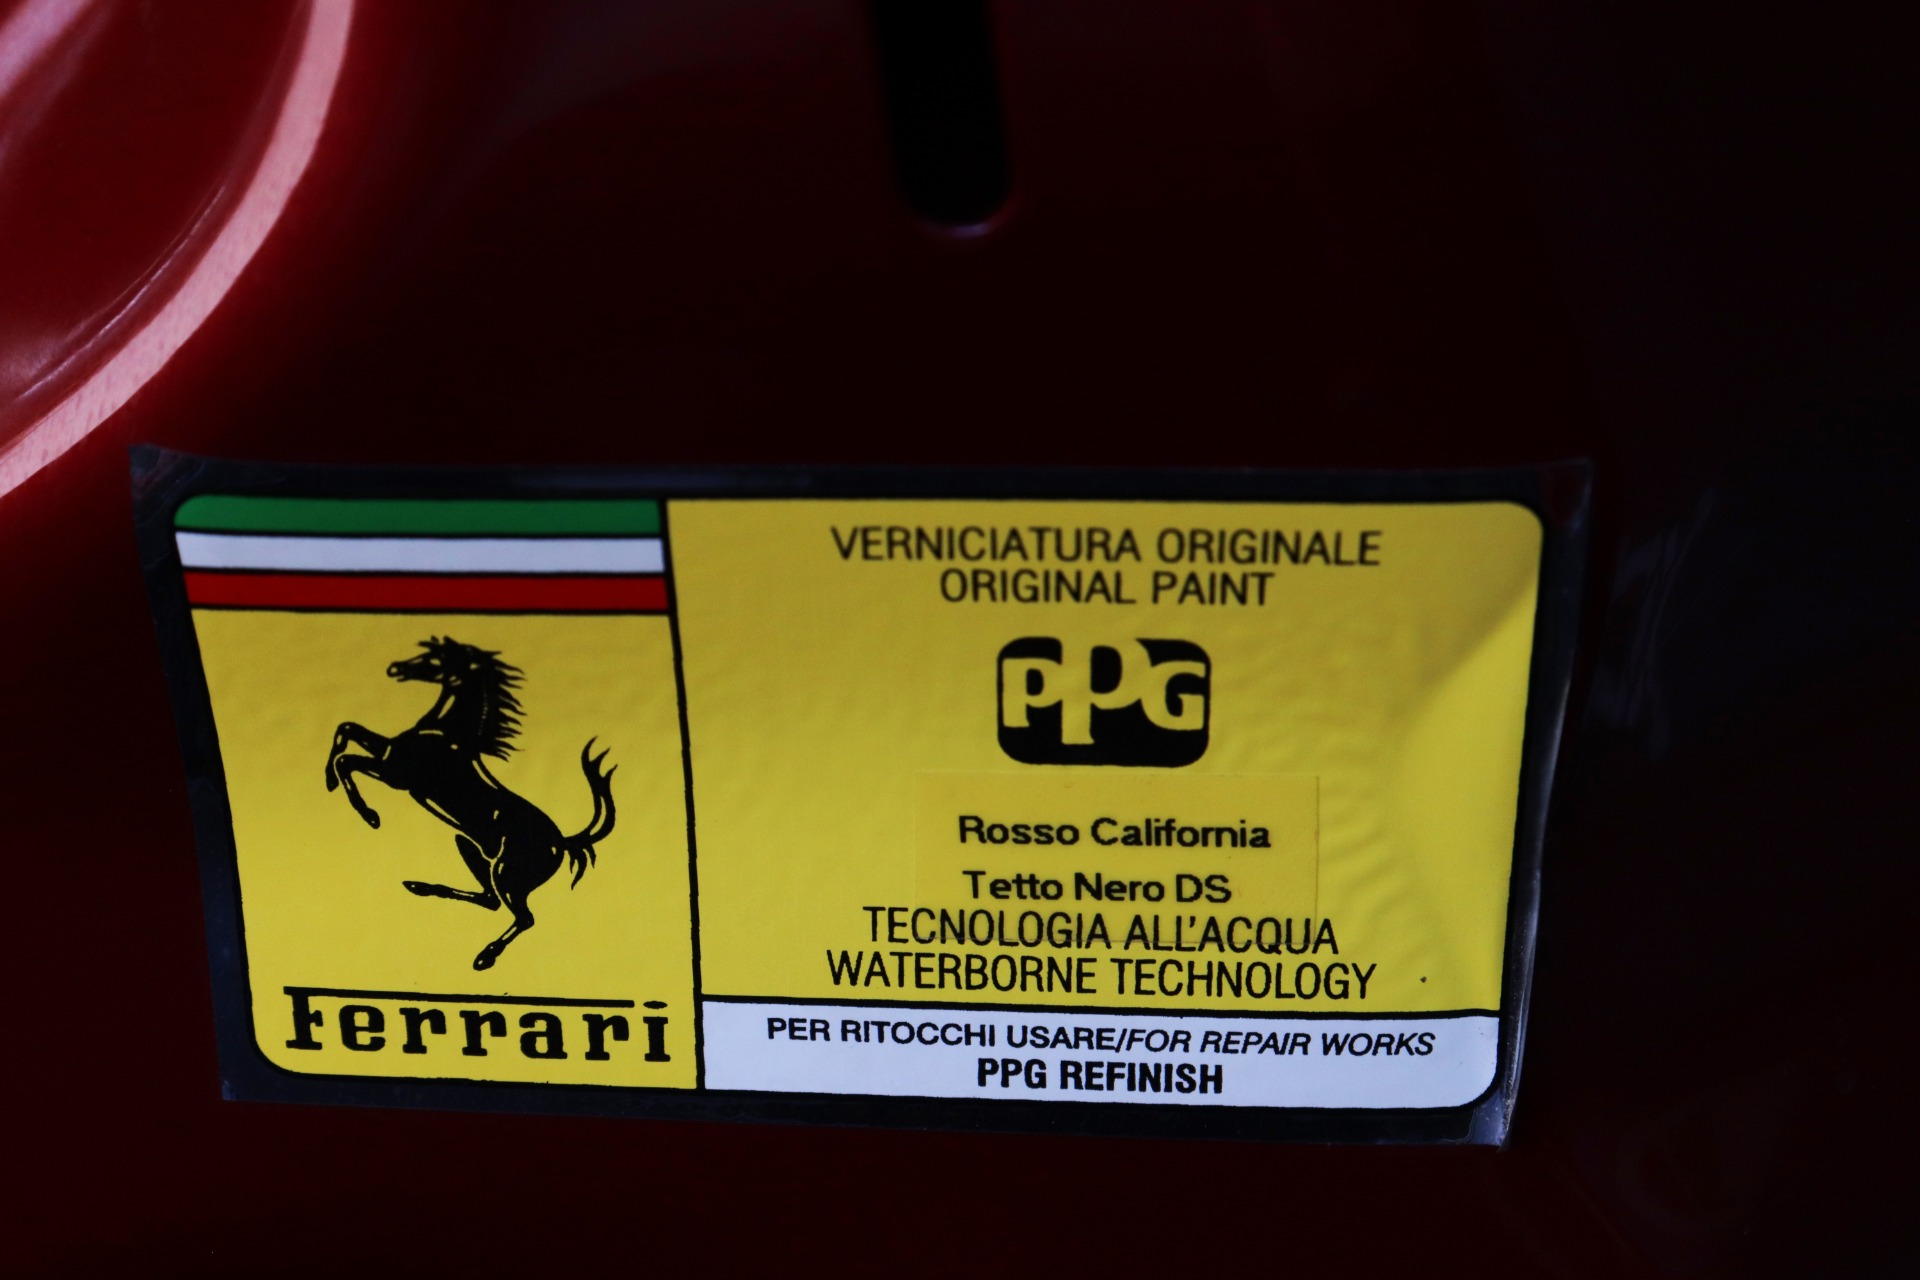 VERNICIATURA ORIGINALE
ORIGINAL PAINT
PPG
Rosso California
Tetto Nero DS
TECNOLOGIA ALL'ACQUA
WATERBORNE TECHNOLOGY
Ferrari
PER RITOCCHI USARE/FOR REPAIR WORKS
PPG REFINISH